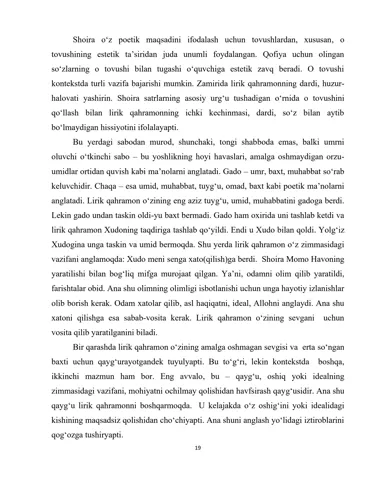 Shoira o‘z poetik maqsadini ifodalash uchun tovushlardan, xususan, o
tovushining estetik ta’siridan juda unumli foydalangan. Qofiya uchun olingan
so‘zlarning o tovushi bilan tugashi o‘quvchiga estetik zavq beradi. O tovushi
kontekstda turli vazifa bajarishi mumkin. Zamirida lirik qahramonning dardi, huzur-
halovati yashirin. Shoira satrlarning asosiy urg‘u tushadigan o‘rnida o tovushini
qo‘llash bilan lirik qahramonning ichki kechinmasi, dardi, so‘z bilan aytib
bo‘lmaydigan hissiyotini ifolalayapti.
Bu yerdagi sabodan murod, shunchaki, tongi shabboda emas, balki umrni
oluvchi o‘tkinchi sabo – bu yoshlikning hoyi havaslari, amalga oshmaydigan orzu-
umidlar ortidan quvish kabi ma’nolarni anglatadi. Gado – umr, baxt, muhabbat so‘rab
keluvchidir. Chaqa – esa umid, muhabbat, tuyg‘u, omad, baxt kabi poetik ma’nolarni
anglatadi. Lirik qahramon o‘zining eng aziz tuyg‘u, umid, muhabbatini gadoga berdi.
Lekin gado undan taskin oldi-yu baxt bermadi. Gado ham oxirida uni tashlab ketdi va
lirik qahramon Xudoning taqdiriga tashlab qo‘yildi. Endi u Xudo bilan qoldi. Yolg‘iz
Xudogina unga taskin va umid bermoqda. Shu yerda lirik qahramon o‘z zimmasidagi
vazifani anglamoqda: Xudo meni senga xato(qilish)ga berdi. Shoira Momo Havoning
yaratilishi bilan bog‘liq mifga murojaat qilgan. Ya’ni, odamni olim qilib yaratildi,
farishtalar obid. Ana shu olimning olimligi isbotlanishi uchun unga hayotiy izlanishlar
olib borish kerak. Odam xatolar qilib, asl haqiqatni, ideal, Allohni anglaydi. Ana shu
xatoni qilishga esa sabab-vosita kerak. Lirik qahramon o‘zining sevgani uchun
vosita qilib yaratilganini biladi.
Bir qarashda lirik qahramon o‘zining amalga oshmagan sevgisi va erta so‘ngan
baxti uchun qayg‘urayotgandek tuyulyapti. Bu to‘g‘ri, lekin kontekstda boshqa,
ikkinchi mazmun ham bor. Eng avvalo, bu – qayg‘u, oshiq yoki idealning
zimmasidagi vazifani, mohiyatni ochilmay qolishidan havfsirash qayg‘usidir. Ana shu
qayg‘u lirik qahramonni boshqarmoqda. U kelajakda o‘z oshig‘ini yoki idealidagi
kishining maqsadsiz qolishidan cho‘chiyapti. Ana shuni anglash yo‘lidagi iztiroblarini
qog‘ozga tushiryapti.
19